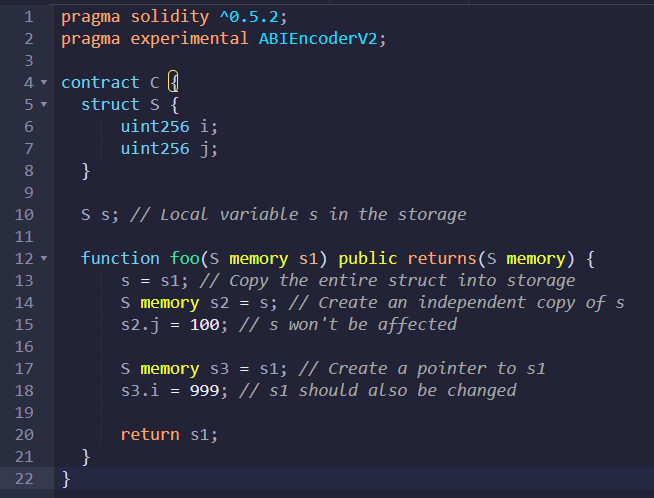 1 pragma solidity ^0.5.2;
2 pragma experimental ABIEncoderV2;
3
4 contract C {
5 struct S {
6 uint256 i;
7 uint256 j;
8 }
9
10 S s; // Local variable s in the storage
11
12 function foo(S memory s1) public returns(S memory) {
13 s = s1; // Copy the entire struct into storage
14 S memory s2 = s; // Create an independent copy of s
15 s2.j = 100; // s won't be affected
16
17 S memory s3 = s1; // Create a pointer to s1
18 s3.i = 999; // s1 should also be changed
19
20 return s1;
21 }
22 }